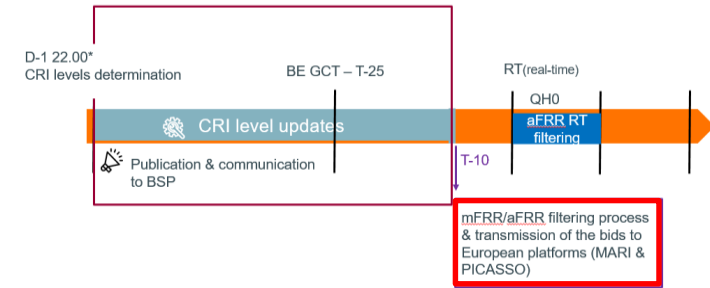 D-1 22.00*
CRI levels determination
BE GCT – T-25
RT(real-time)
QH0
CRI level updates
aFRR RT
filtering
Publication & communication
to BSP
T-10
mFRR/aFRR filtering process
& transmission of the bids to
European platforms (MARI &
PICASSO)